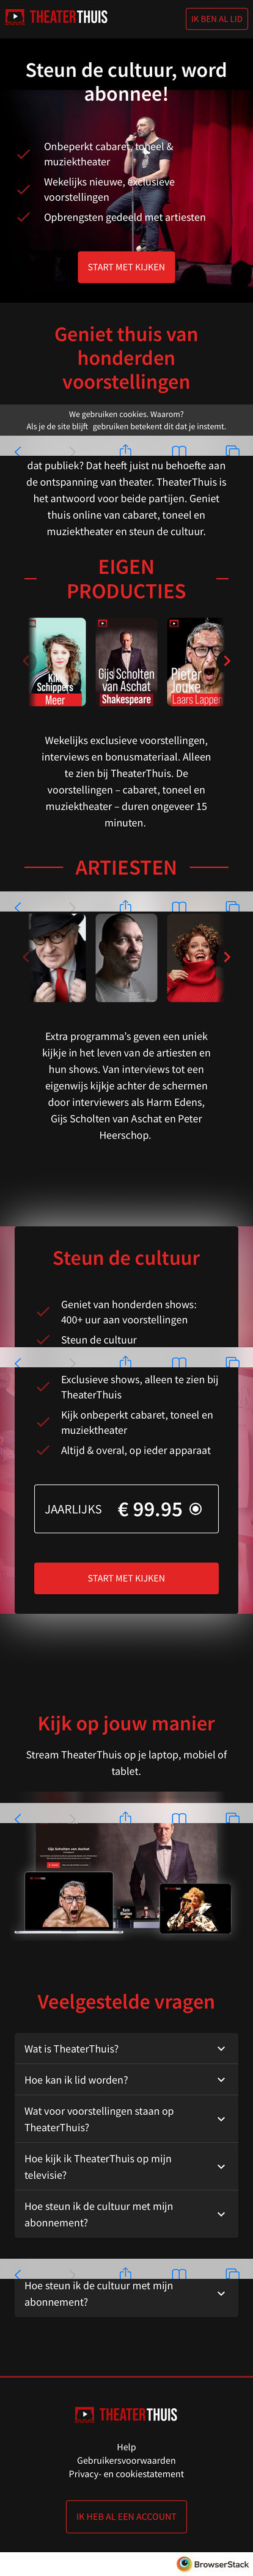 THEATERTHUIS
IK BEN AL LID
Steun de cultuur, word
abonnee!
Onbeperkt cabaret, toneel &
muziektheater
Wekelijks nieuwe, exclusieve
voorstellingen
Opbrengsten gedeeld met artiesten
START MET KIJKEN
Geniet thuis van
honderden
voorstellingen
We gebruiken cookies. Waarom?
Als je de site blijft gebruiken betekent dit dat je instemt.
dat publiek? Dat heeft juist nu behoefte aan
de ontspanning van theater. TheaterThuis is
het antwoord voor beide partijen. Geniet
thuis online van cabaret, toneel en
muziektheater en steun de cultuur.
EIGEN
PRODUCTIES
Kiki
Schippers
Meer
Gijs Scholten
van Aschat
Shakespeare
Pieter
Jouke
Laars Lappen
Wekelijks exclusieve voorstellingen,
interviews en bonusmateriaal. Alleen
te zien bij TheaterThuis. De
voorstellingen – cabaret, toneel en
muziektheater – duren ongeveer 15
minuten.
ARTIESTEN
Extra programma's geven een uniek
kijkje in het leven van de artiesten en
hun shows. Van interviews tot een
eigenwijs kijkje achter de schermen
door interviewers als Harm Edens,
Gijs Scholten van Aschat en Peter
Heerschop.
Steun de cultuur
Geniet van honderden shows:
400+ uur aan voorstellingen
Steun de cultuur
Exclusieve shows, alleen te zien bij
TheaterThuis
Kijk onbeperkt cabaret, toneel en
muziektheater
Altijd & overal, op ieder apparaat
JAARLIJKS € 99.95
START MET KIJKEN
Kijk op jouw manier
Stream TheaterThuis op je laptop, mobiel of
tablet.
Gijs Scholten van Aschat
Veelgestelde vragen
Wat is TheaterThuis?
Hoe kan ik lid worden?
Wat voor voorstellingen staan op
TheaterThuis?
Hoe kijk ik TheaterThuis op mijn
televisie?
Hoe steun ik de cultuur met mijn
abonnement?
Hoe steun ik de cultuur met mijn
abonnement?
THEATERTHUIS
Help
Gebruikersvoorwaarden
Privacy- en cookiestatement
IK HEB AL EEN ACCOUNT
BrowserStack